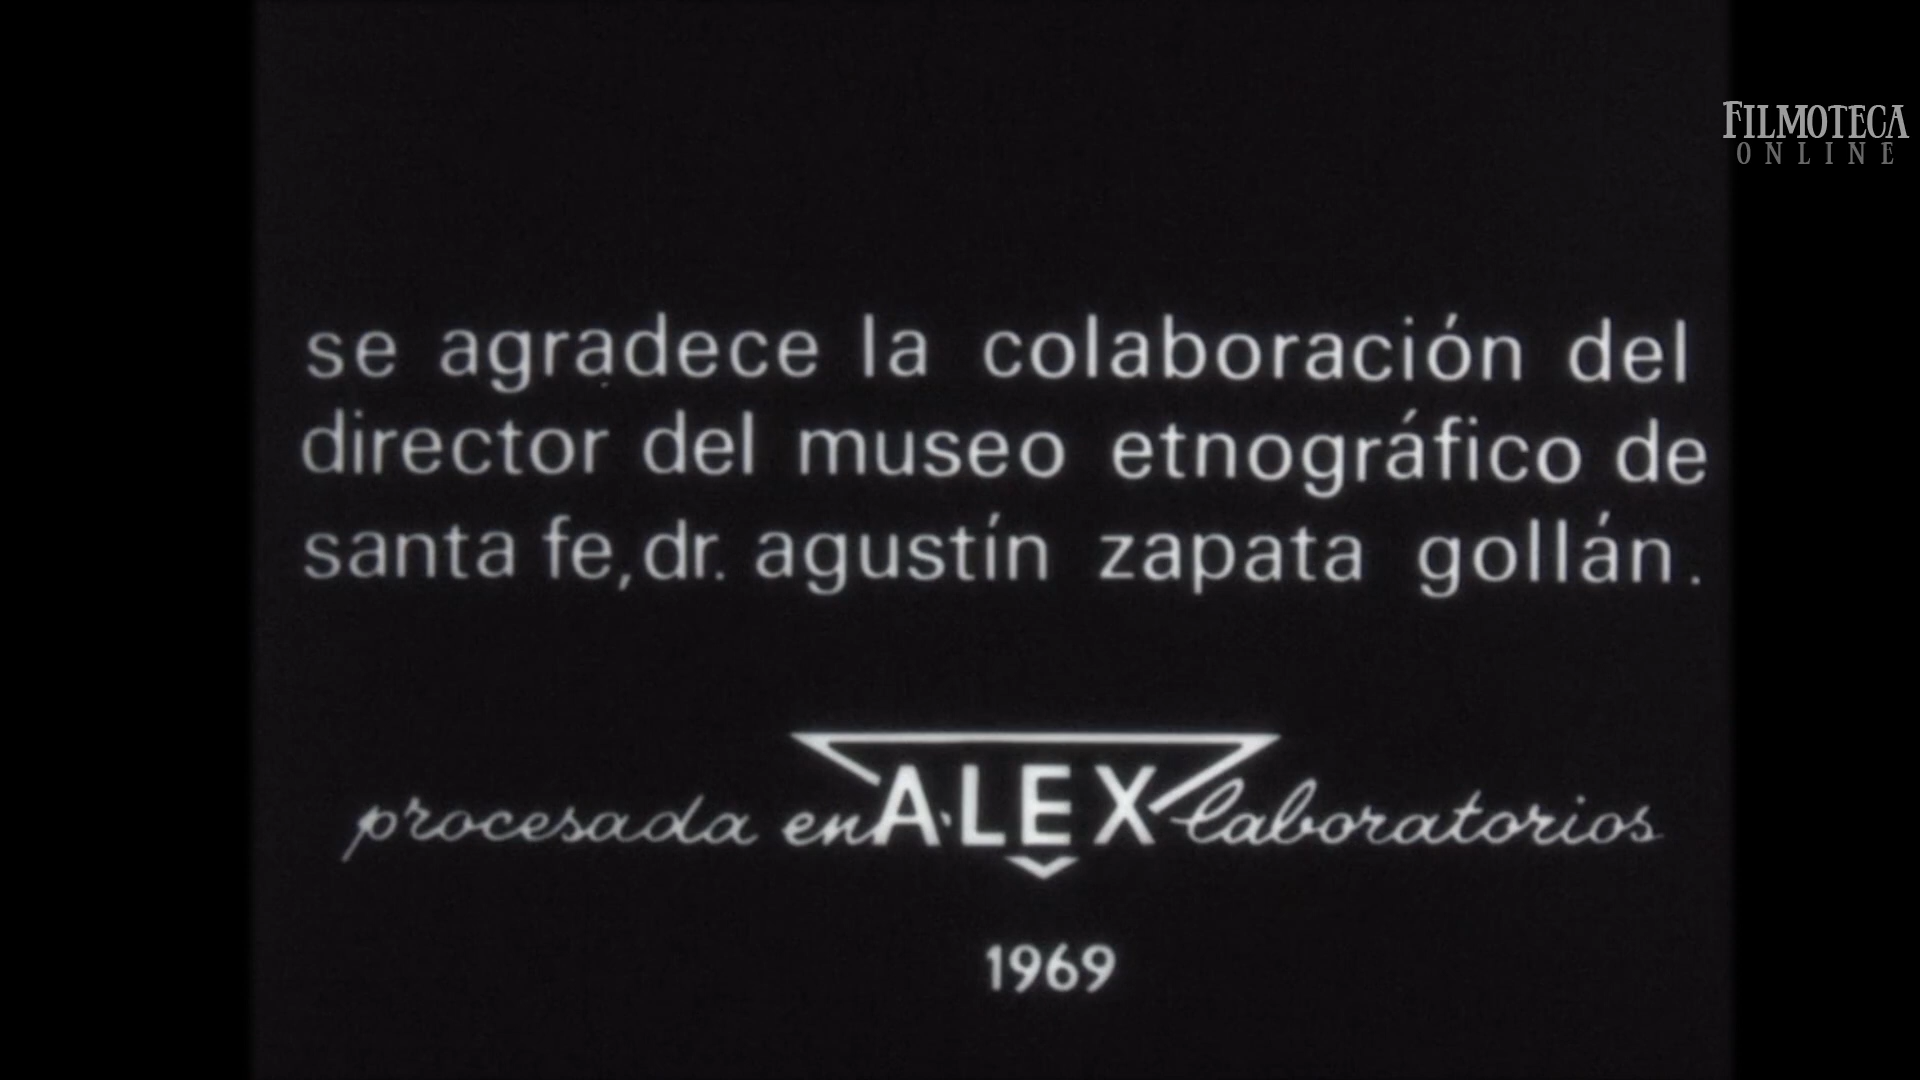 FILMOTECA
ONLINE
se agradece la colaboración del
director del museo etnográfico de
santa fe, dr. agustín zapata gollán.
procesada en ALEX laboratorios
1969